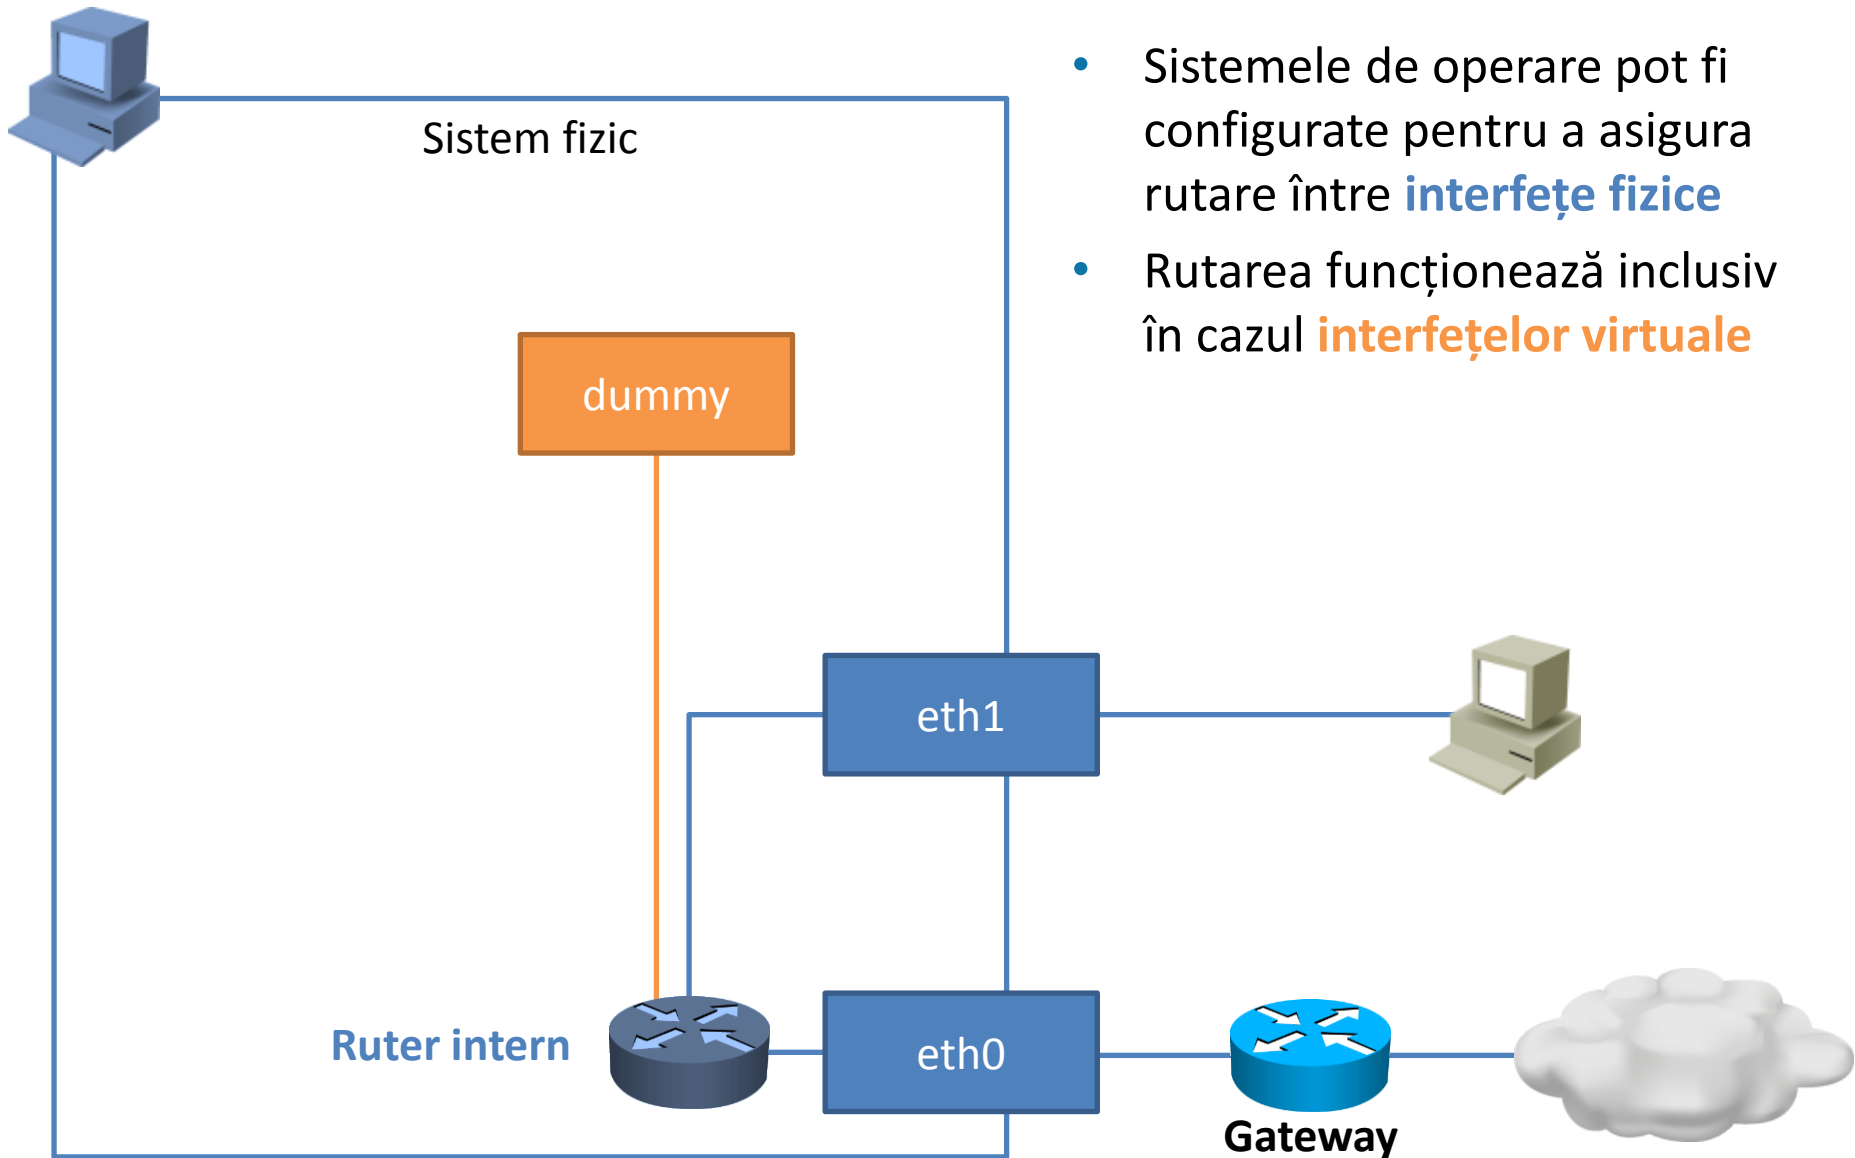 Sistem fizic
• Sistemele de operare pot fi
configurate pentru a asigura
rutare între interfețe fizice
• Rutarea funcționează inclusiv
în cazul interfețelor virtuale
dummy
eth1
Ruter intern
eth0
Gateway